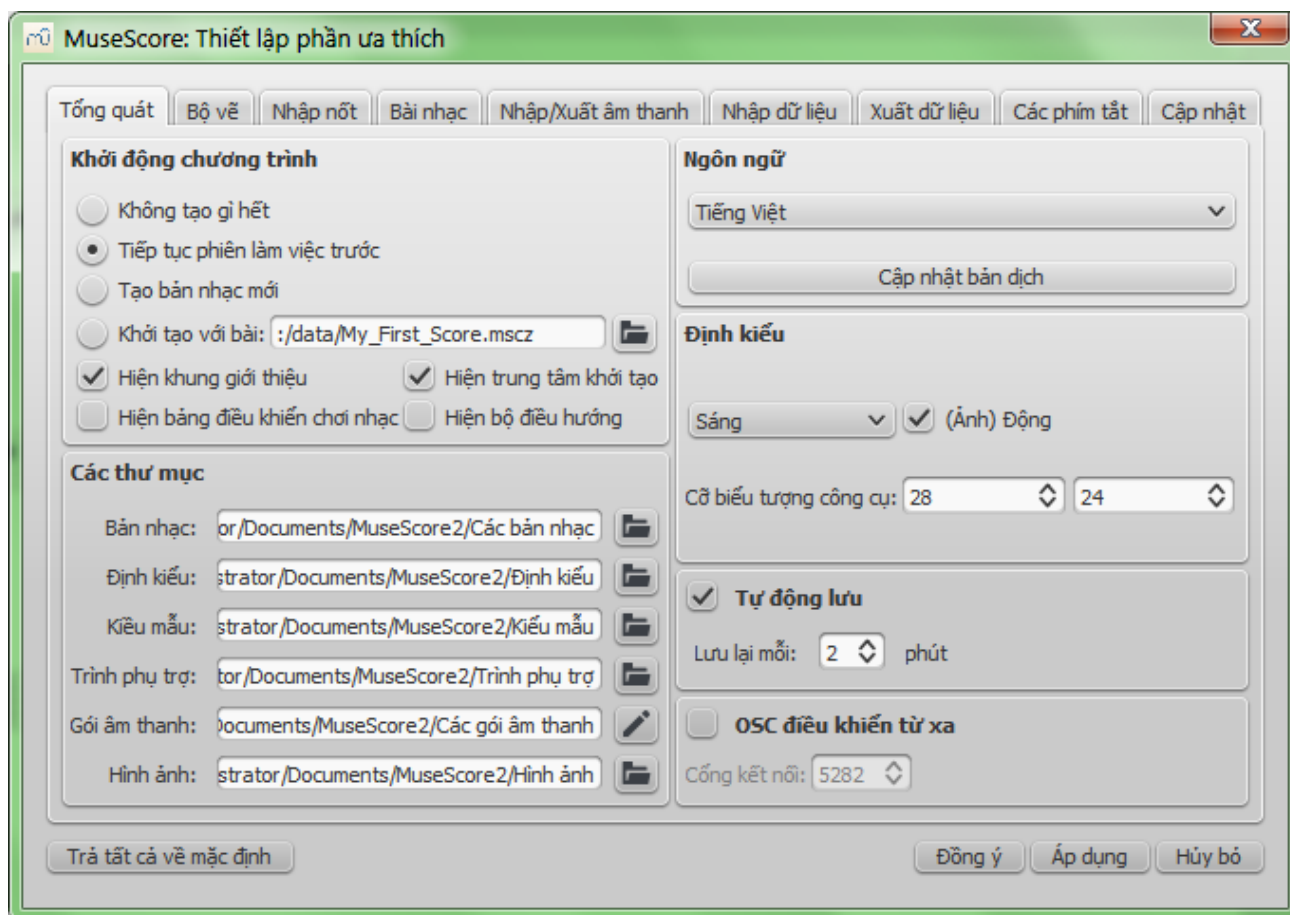 MuseScore: Thiết lập phần ưa thích
Tổng quát Bộ vẽ Nhập nốt Bài nhạc Nhập/Xuất âm thanh Nhập dữ liệu Xuất dữ liệu Các phím tắt Cập nhật
Khởi động chương trình
Không tạo gì hết
Tiếp tục phiên làm việc trước
Tạo bản nhạc mới
Khởi tạo với bài: :/data/My_First_Score.mscz
Hiện khung giới thiệu Hiện trung tâm khởi tạo
Hiện bảng điều khiển chơi nhạc Hiện bộ điều hướng
Các thư mục
Bản nhạc: or/Documents/MuseScore2/Các bản nhạc
Định kiểu: strator/Documents/MuseScore2/Định kiểu
Kiểu mẫu: strator/Documents/MuseScore2/Kiểu mẫu
Trình phụ trợ: tor/Documents/MuseScore2/Trình phụ trợ
Gói âm thanh: Documents/MuseScore2/Các gói âm thanh
Hình ảnh: strator/Documents/MuseScore2/Hình ảnh
Ngôn ngữ
Tiếng Việt
Cập nhật bản dịch
Định kiểu
Sáng (Ảnh) Động
Cỡ biểu tượng công cụ: 28 24
Tự động lưu
Lưu lại mỗi: 2 phút
OSC điều khiển từ xa
Cổng kết nối: 5282
Trả tất cả về mặc định Đồng ý Áp dụng Hủy bỏ